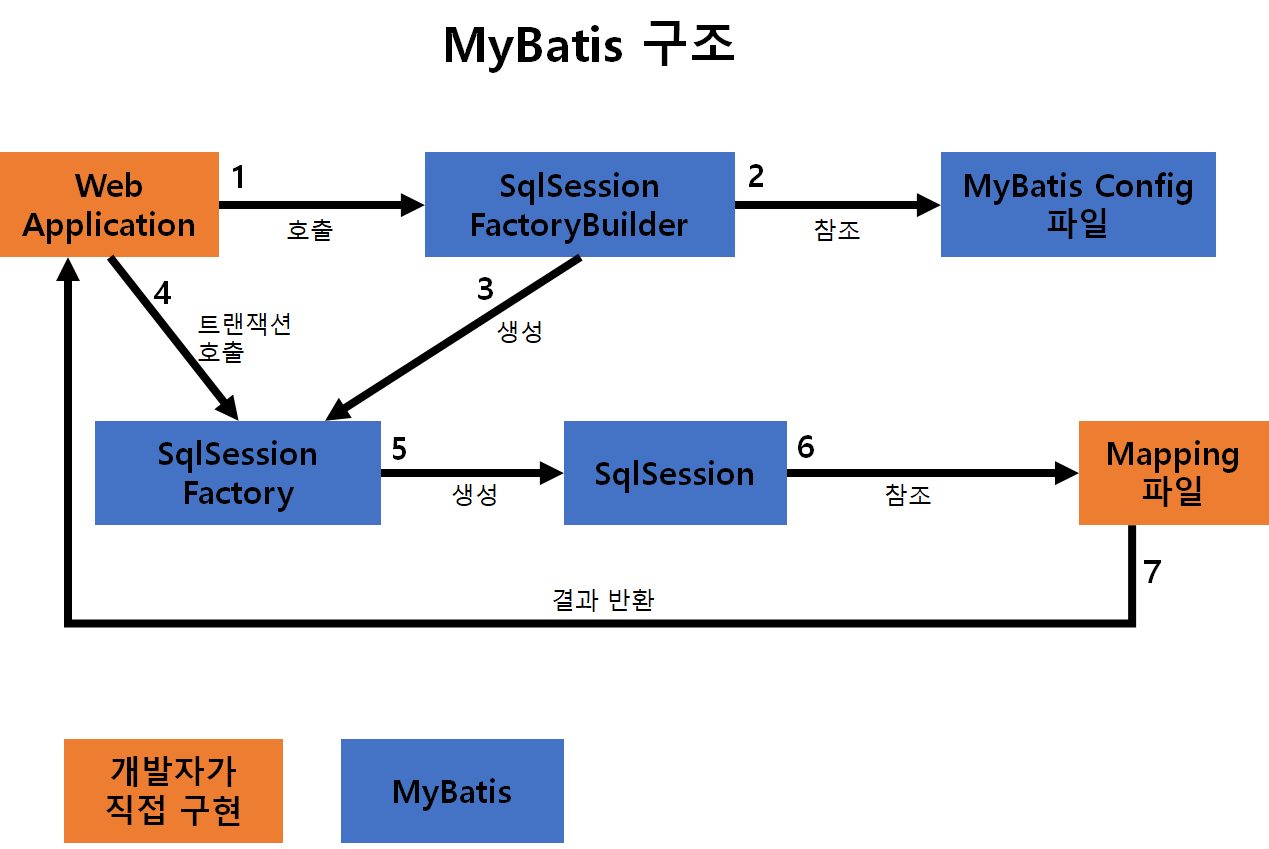 MyBatis 구조
Web
Application
1
호출
SqlSession
FactoryBuilder
2
참조
MyBatis Config
파일
4
트랜잭션
호출
3
생성
SqlSession
Factory
5
생성
SqlSession
6
참조
Mapping
파일
7
결과 반환
개발자가
직접 구현
MyBatis